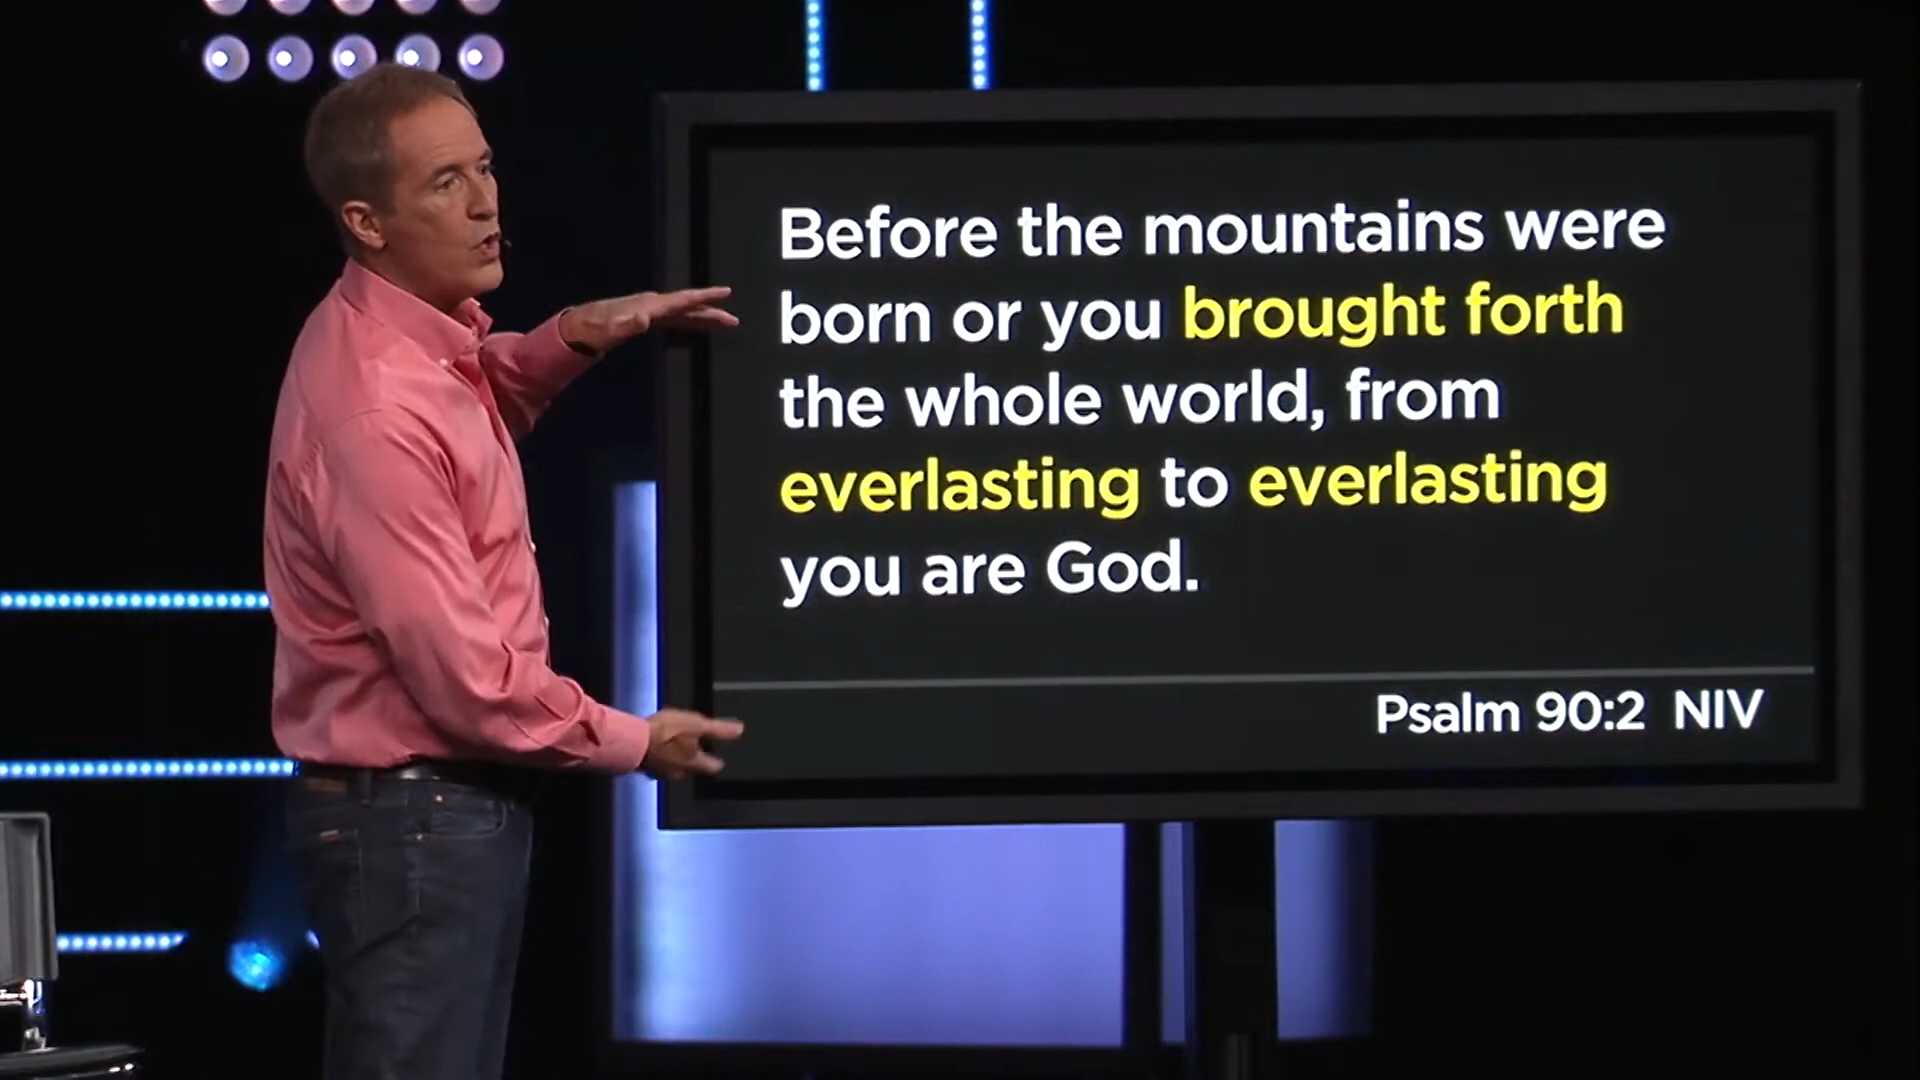 Before the mountains were
born or you brought forth
the whole world, from
everlasting to everlasting
you are God.
Psalm 90:2 NIV